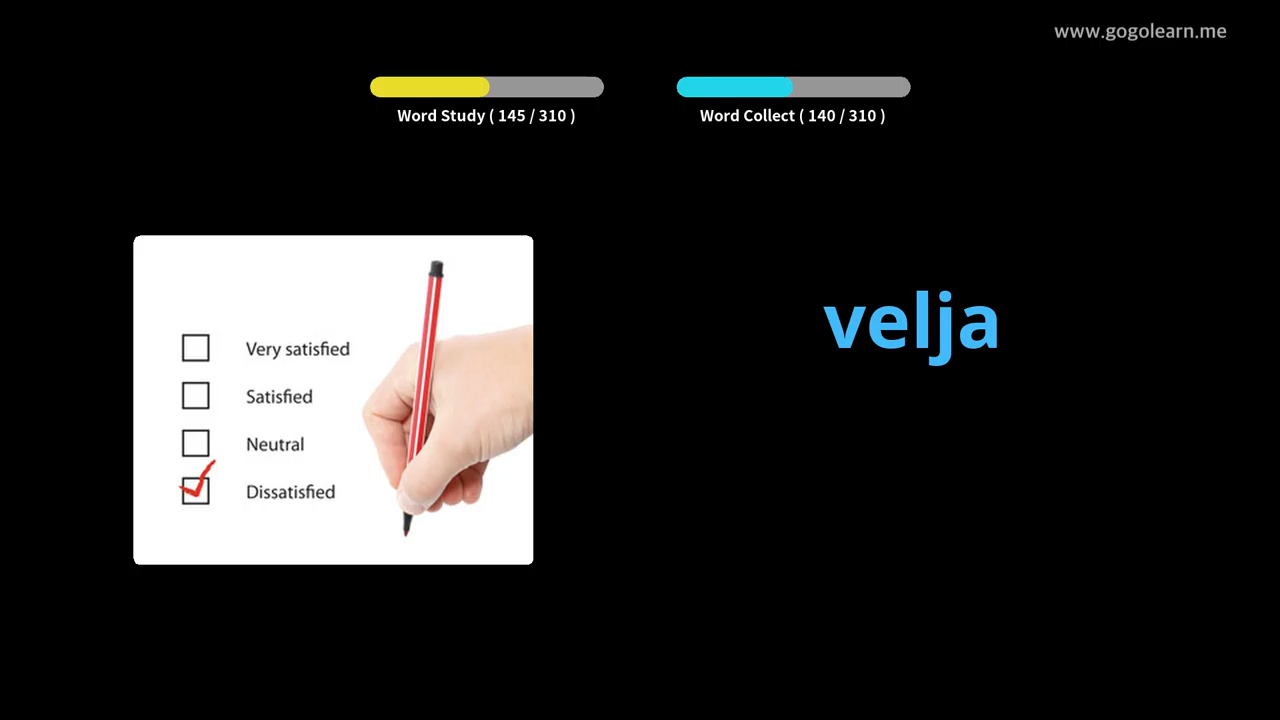 www.gogolearn.me
Word Study ( 145 / 310 )
Word Collect ( 140 / 310 )
velja
Very satisfied
Satisfied
Neutral
Dissatisfied